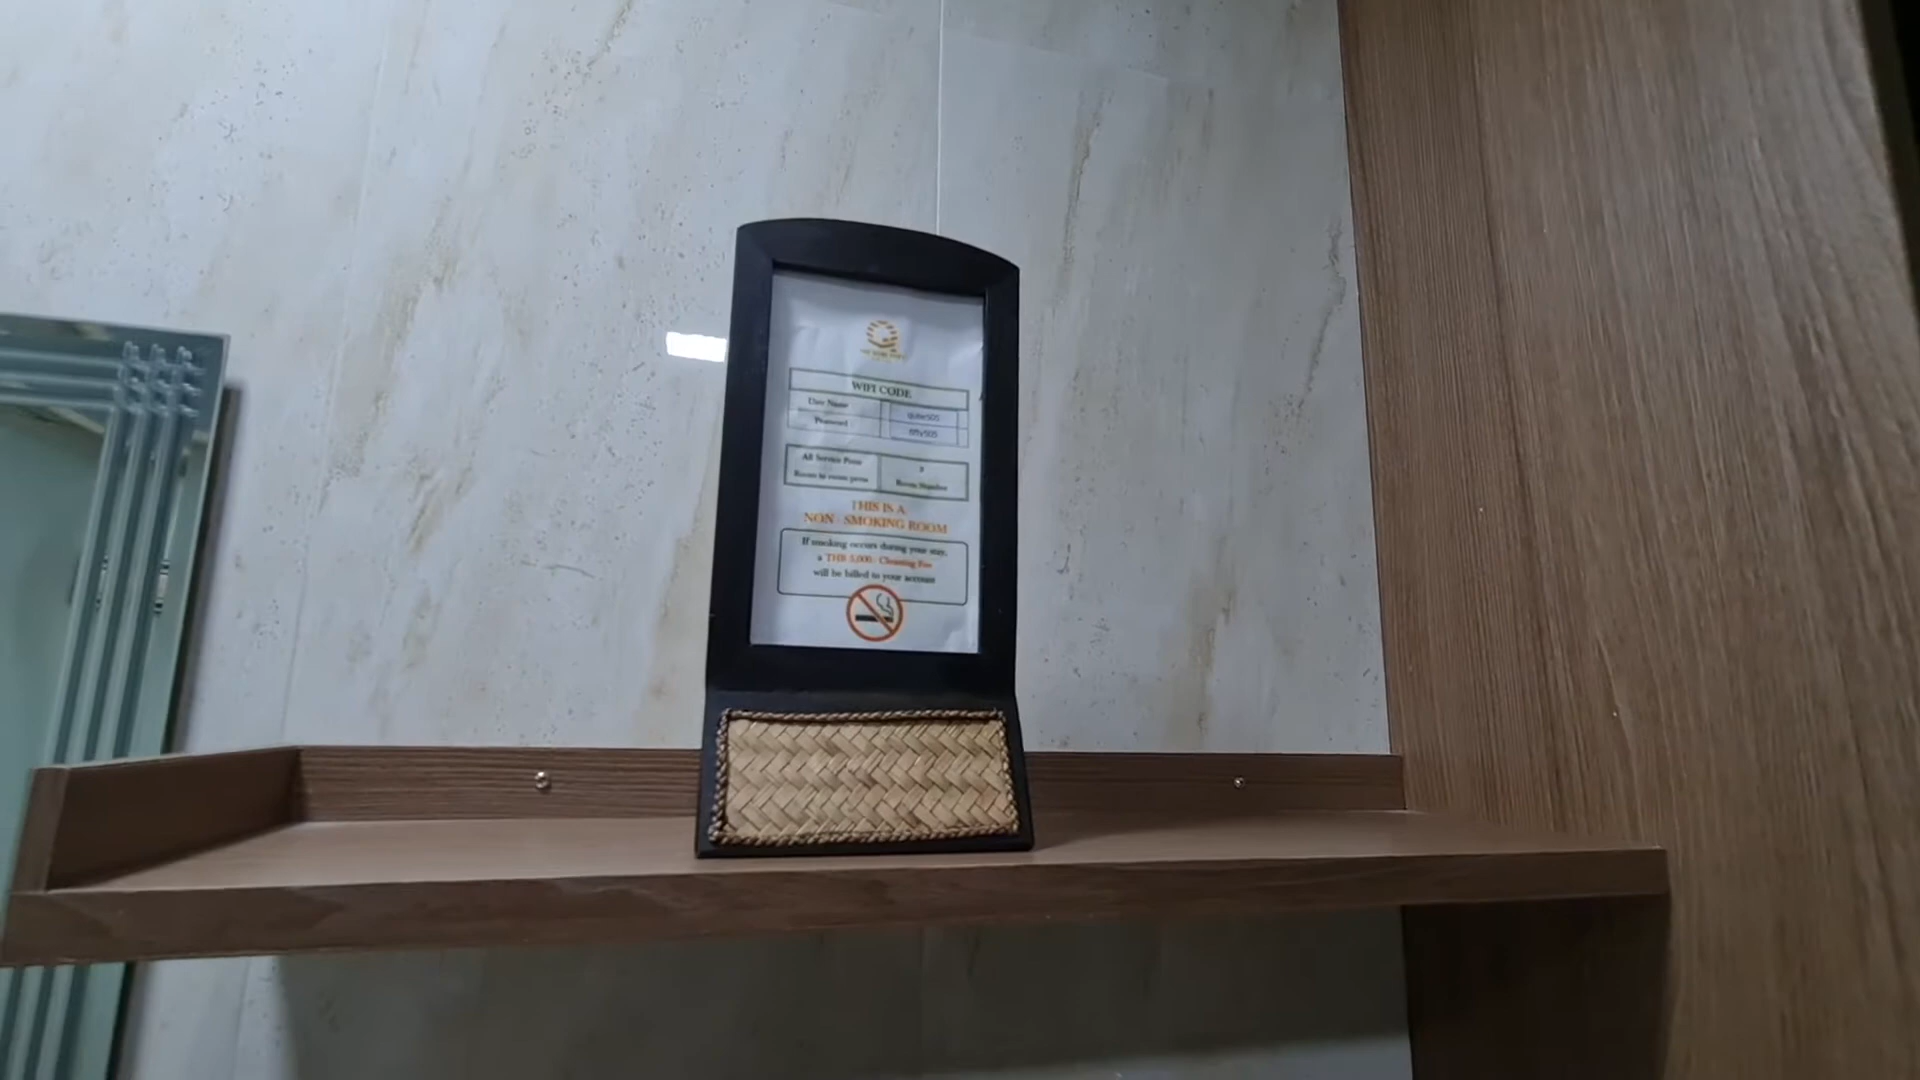 WIFI CODE
User Name
Password
All Service Press
Room to room press
Room Number
THIS IS A
NON - SMOKING ROOM
If smoking occurs during your stay,
a THB 5,000 Cleaning Fee
will be billed to your account